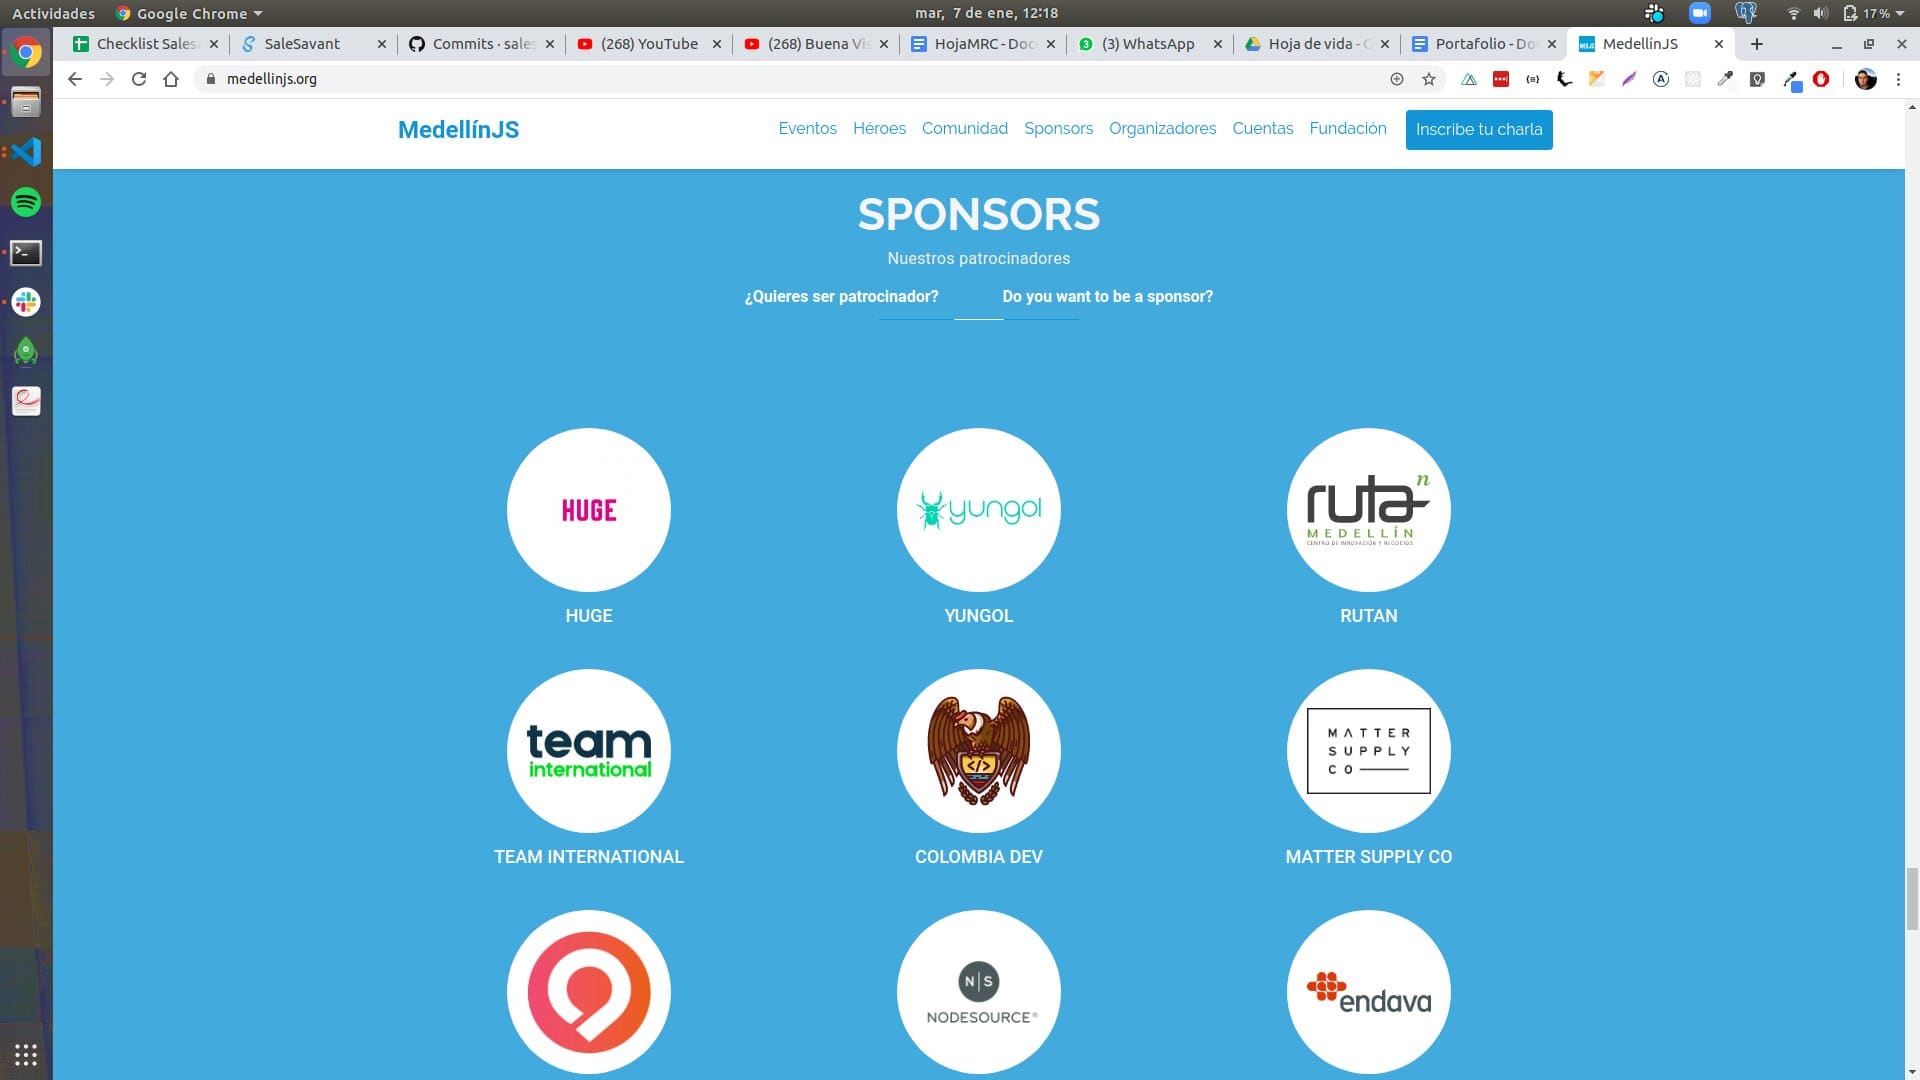 Actividades Google Chrome mar, 7 de ene, 12:18 17%
Checklist Sales SaleSavant Commits · sales (268) YouTube (268) Buena Vi HojaMRC - Doc (3) WhatsApp Hoja de vida - Portafolio - Do MedellínJS
medellinjs.org
MedellínJS Eventos Héroes Comunidad Sponsors Organizadores Cuentas Fundación Inscribe tu charla
SPONSORS
Nuestros patrocinadores
¿Quieres ser patrocinador? Do you want to be a sponsor?
HUGE
yungol
ruta n
MEDELLÍN
CENTRO DE INNOVACIÓN Y NEGOCIOS
HUGE YUNGOL RUTAN
team
international
</>
MATTER
SUPPLY
CO
TEAM INTERNATIONAL COLOMBIA DEV MATTER SUPPLY CO
N|S
NODESOURCE®
endava